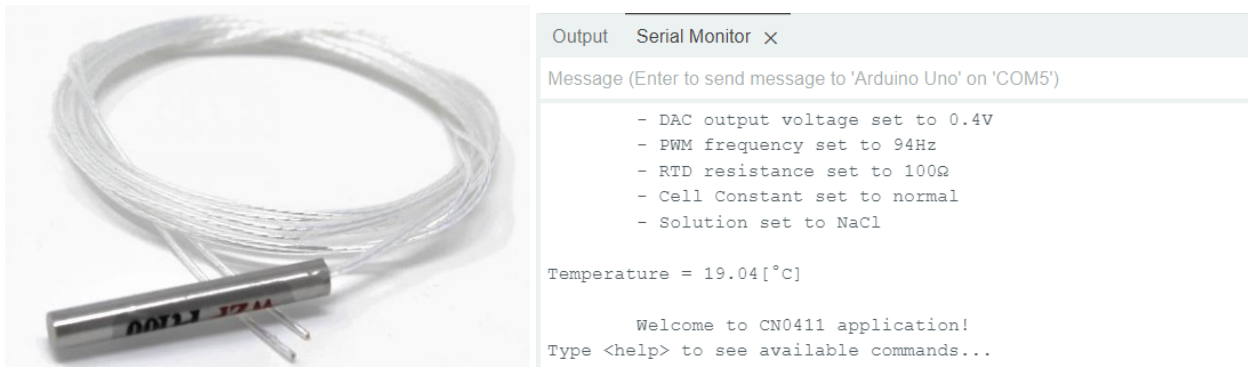 WZP PT100
Output Serial Monitor ×
Message (Enter to send message to 'Arduino Uno' on 'COM5')
- DAC output voltage set to 0.4V
- PWM frequency set to 94Hz
- RTD resistance set to 100Ω
- Cell Constant set to normal
- Solution set to NaCl
Temperature = 19.04[°C]
Welcome to CN0411 application!
Type <help> to see available commands...